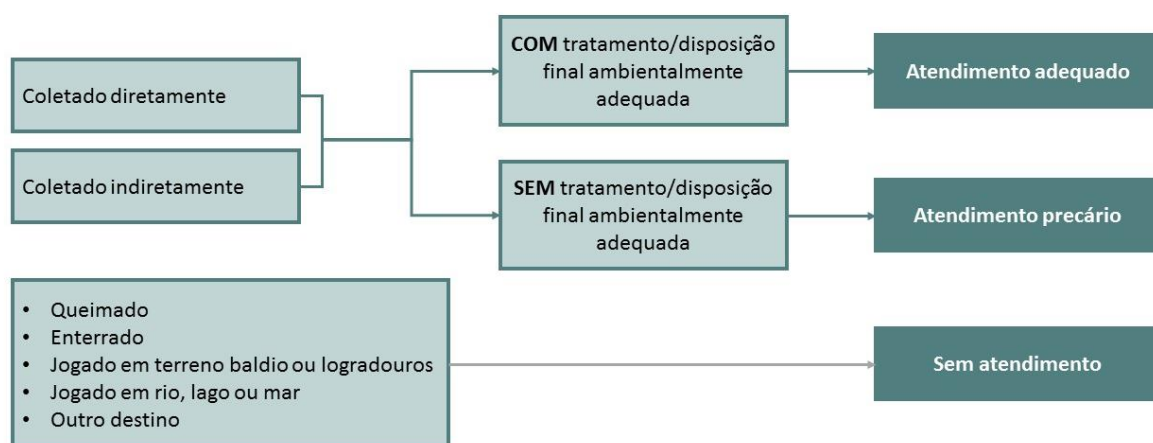 Coletado diretamente
Coletado indiretamente
COM tratamento/disposição
final ambientalmente
adequada
Atendimento adequado
SEM tratamento/disposição
final ambientalmente
adequada
Atendimento precário
• Queimado
• Enterrado
• Jogado em terreno baldio ou logradouros
• Jogado em rio, lago ou mar
• Outro destino
Sem atendimento